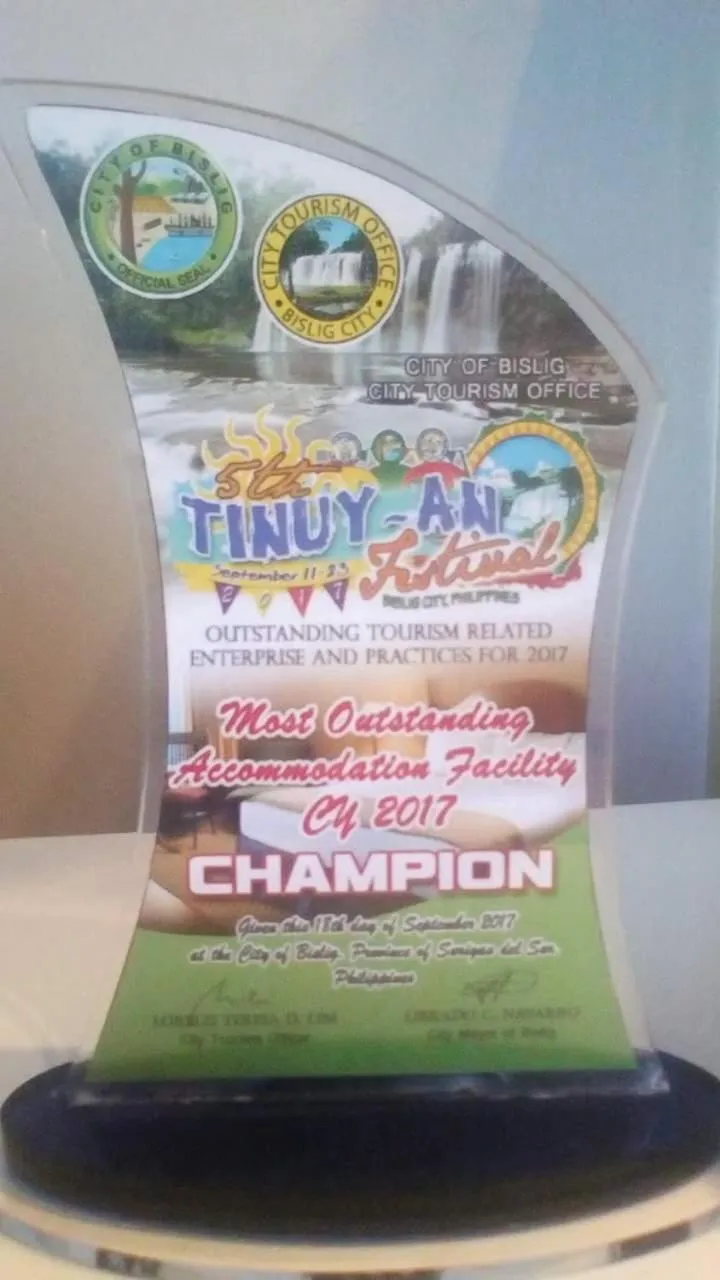 CITY OF BISLIG
OFFICIAL SEAL
CITY TOURISM OFFICE
BISLIG CITY
CITY OF BISLIG
CITY TOURISM OFFICE
5th
TINUY-AN
Festival
September 11-23
2017
BISLIG CITY, PHILIPPINES
OUTSTANDING TOURISM RELATED
ENTERPRISE AND PRACTICES FOR 2017
Most Outstanding
Accommodation Facility
CY 2017
CHAMPION
Given this 18th day of September 2017
at the City of Bislig, Province of Surigao del Sur
Philippines
D. LIM
C. NAVARRO
City Tourism Officer
City Mayor of Bislig